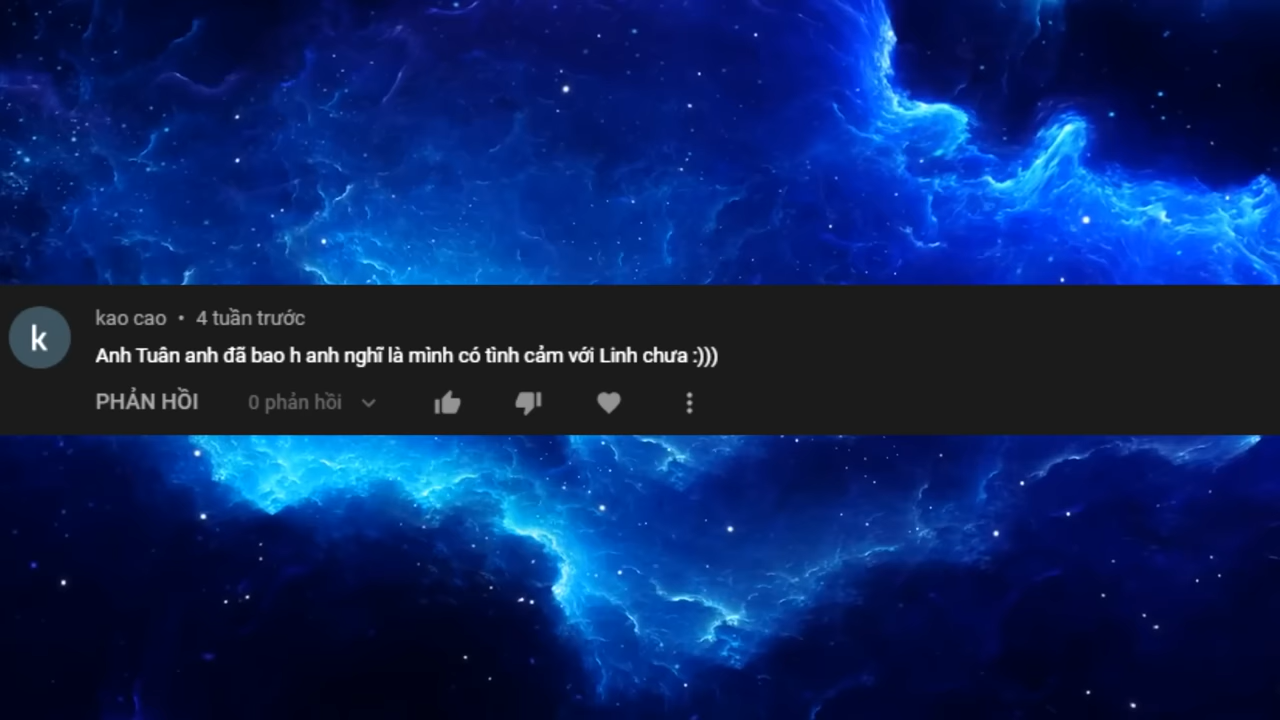 k
kao cao • 4 tuần trước
Anh Tuân anh đã bao h anh nghĩ là mình có tình cảm với Linh chưa :)))
PHẢN HỒI 0 phản hồi